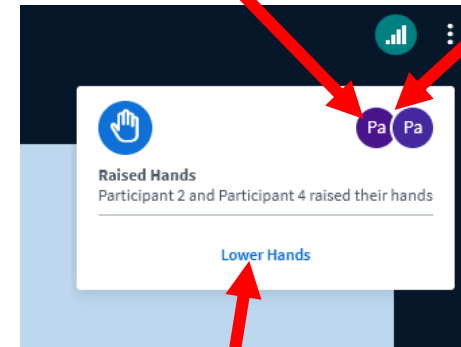 Pa Pa
Raised Hands
Participant 2 and Participant 4 raised their hands
Lower Hands